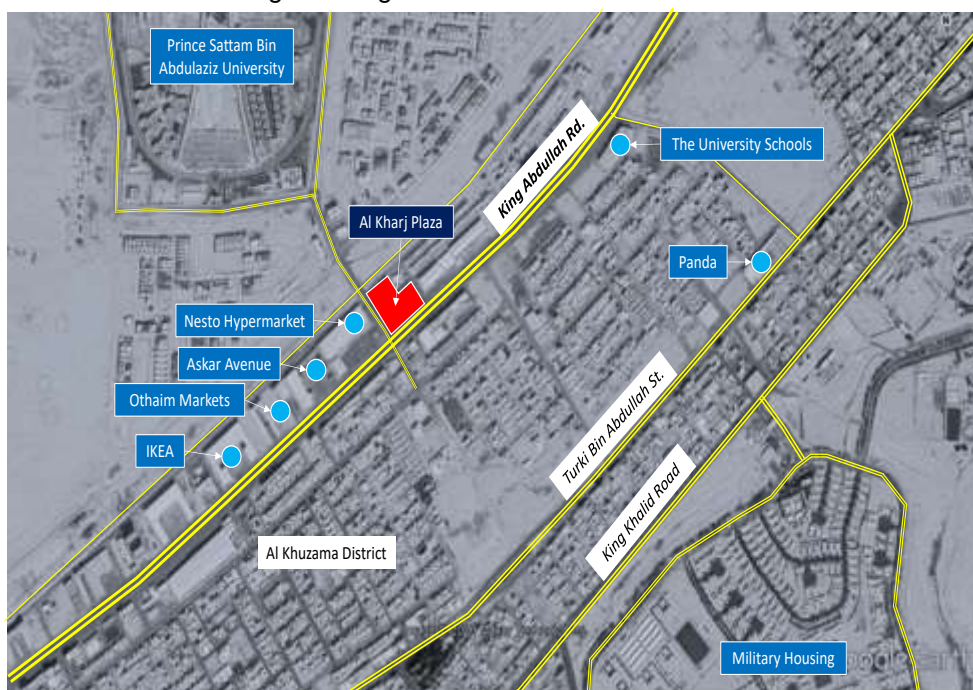 Prince Sattam Bin
Abdulaziz University
King Abdullah Rd.
The University Schools
Al Kharj Plaza
Panda
Nesto Hypermarket
Askar Avenue
Othaim Markets
IKEA
Turki Bin Abdullah St.
King Khalid Road
Al Khuzama District
Military Housing